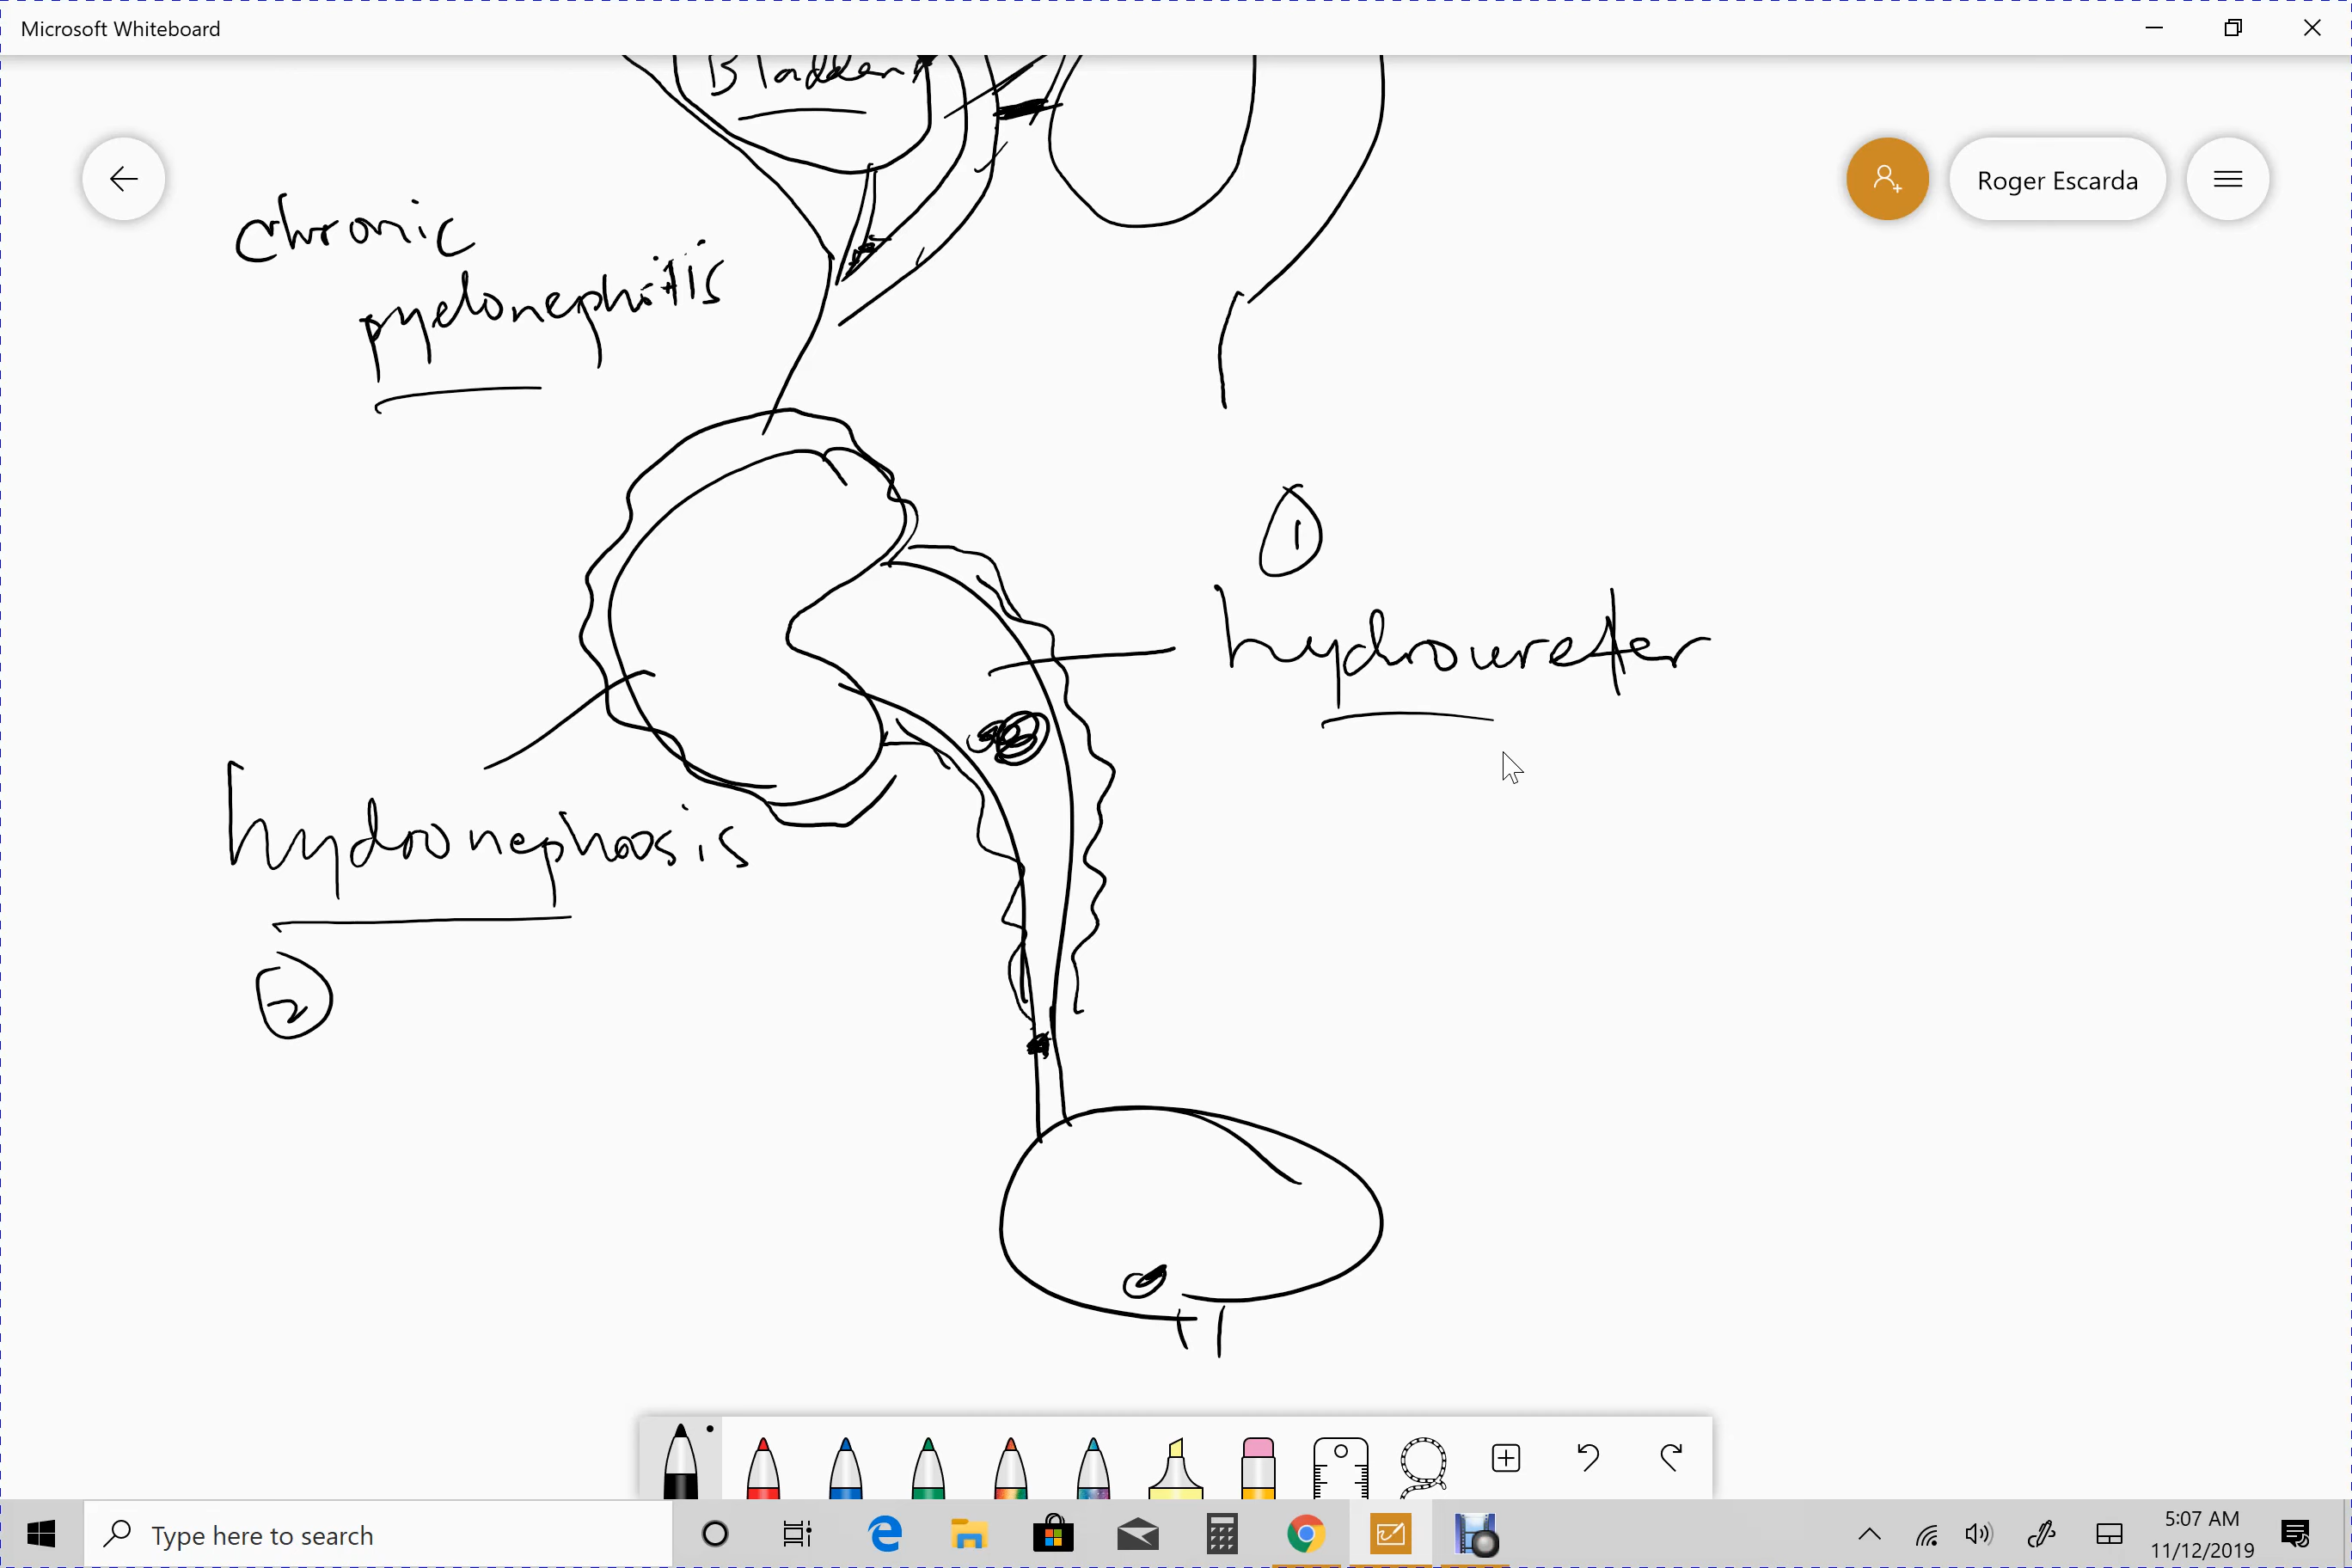 Microsoft Whiteboard
Bladder
Roger Escarda
chronic
pyelonephritis
1
hydroureter
hydronephrosis
2
Type here to search
5:07 AM
11/12/2019